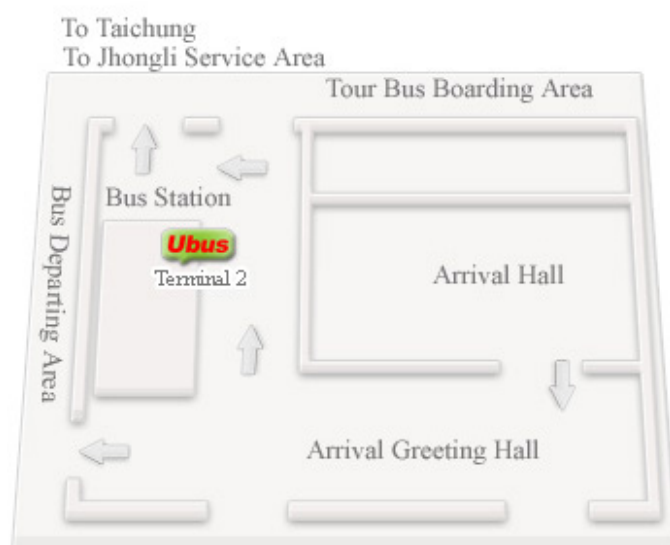 To Taichung
To Jhongli Service Area
Tour Bus Boarding Area
Bus Station
Bus Departing Area
Ubus
Terminal 2
Arrival Hall
Arrival Greeting Hall